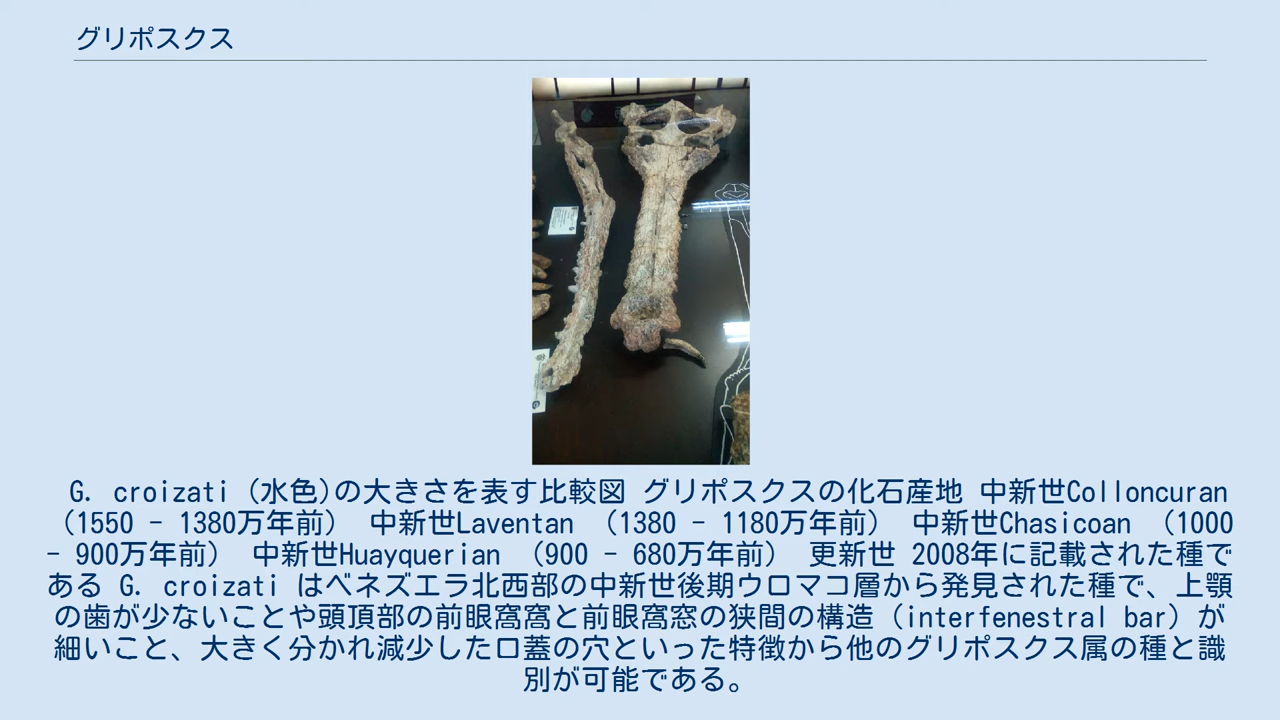 グリポスクス
G. croizati (水色)の大きさを表す比較図 グリポスクスの化石産地 中新世Colloncuran
（1550 - 1380万年前） 中新世Laventan （1380 - 1180万年前） 中新世Chasicoan （1000
- 900万年前） 中新世Huayquerian （900 - 680万年前） 更新世 2008年に記載された種で
ある G. croizati はベネズエラ北西部の中新世後期ウロマコ層から発見された種で、上顎
の歯が少ないことや頭頂部の前眼窩窩と前眼窩窓の狭間の構造（interfenestral bar）が
細いこと、大きく分かれ減少した口蓋の穴といった特徴から他のグリポスクス属の種と識
別が可能である。